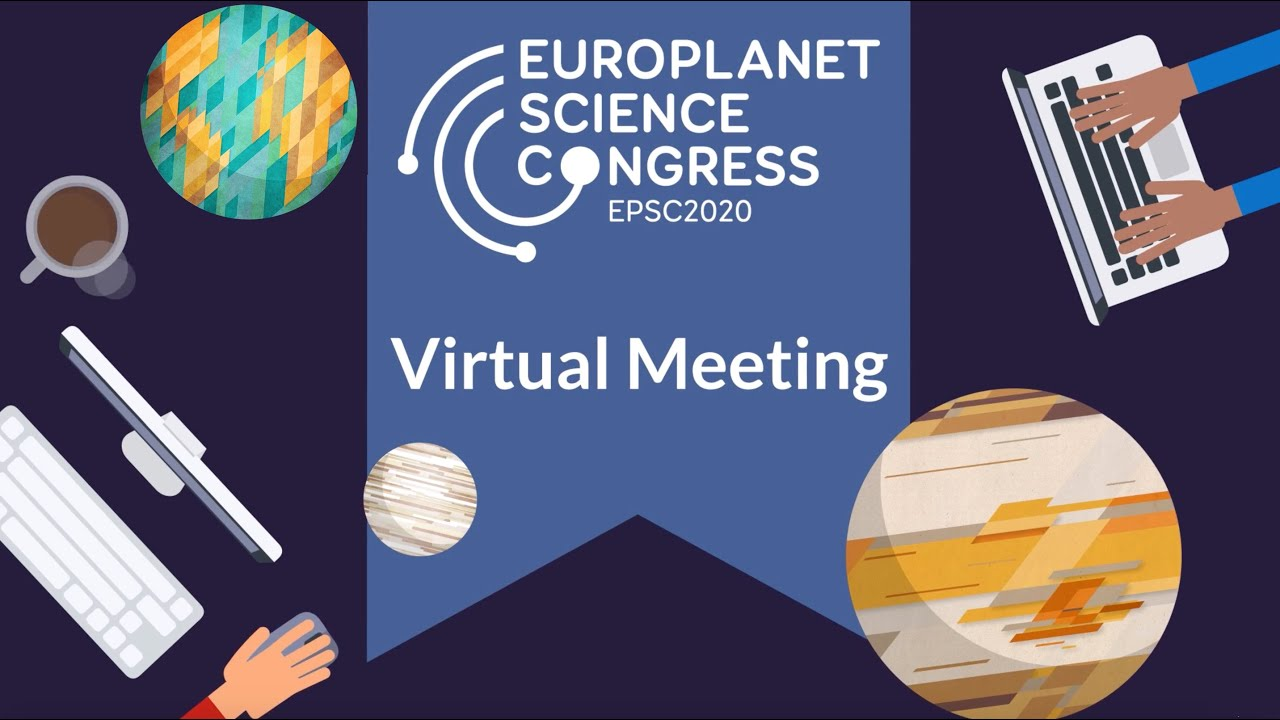 EUROPLANET
SCIENCE
CONGRESS
EPSC2020
Virtual Meeting